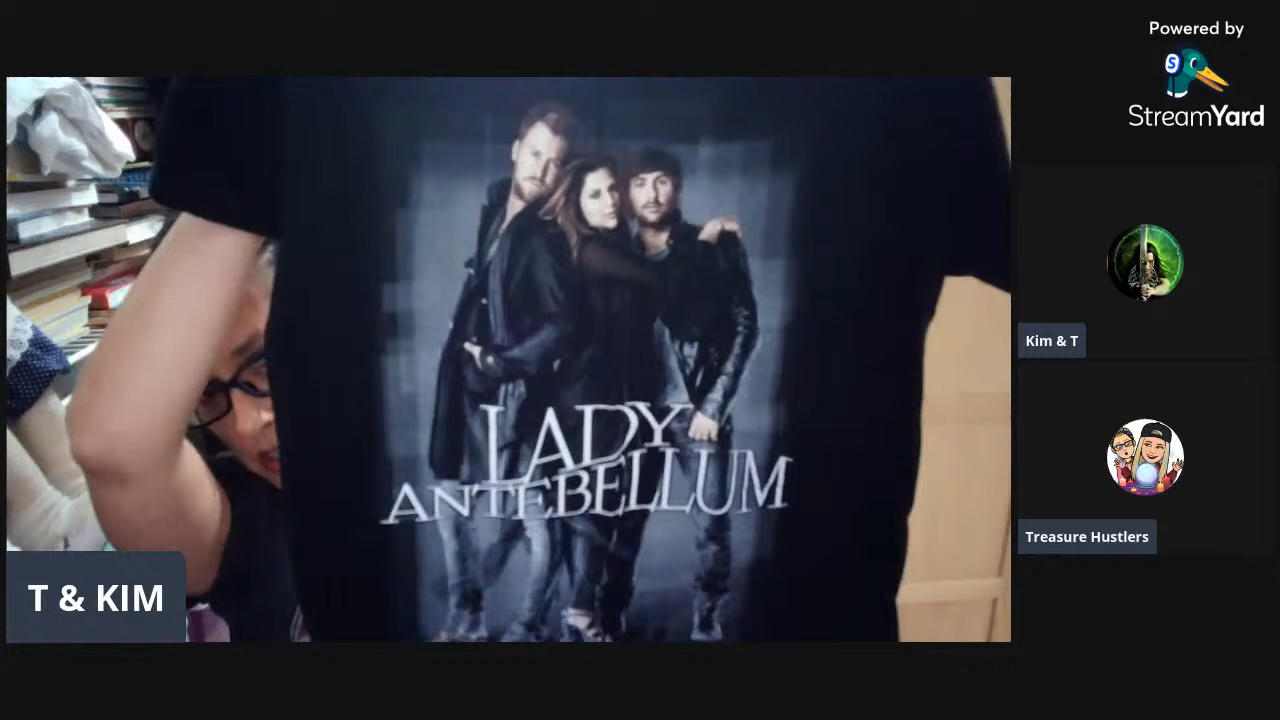 Powered by
S
StreamYard
LADY
ANTEBELLUM
Kim & T
Treasure Hustlers
T & KIM